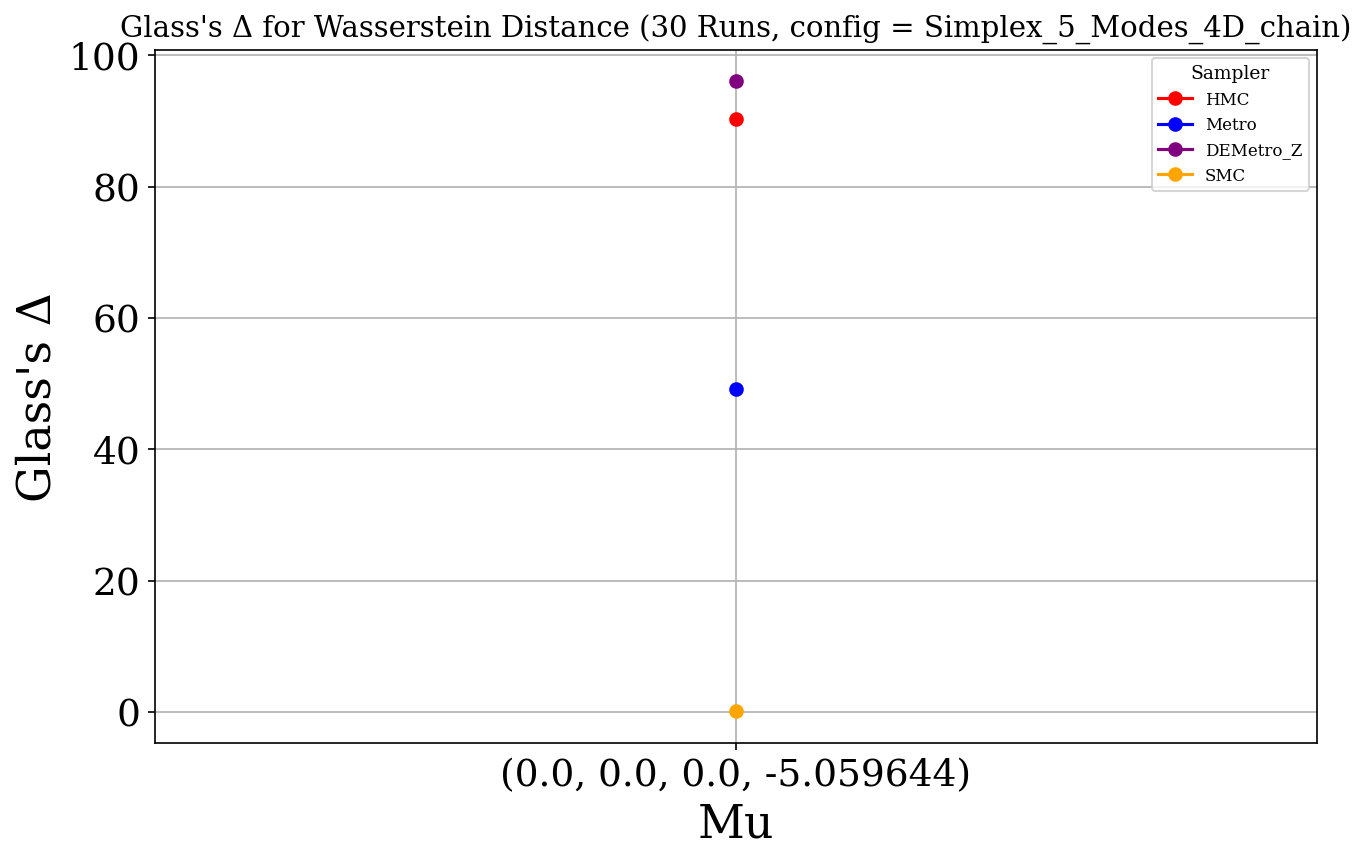 Glass's Δ for Wasserstein Distance (30 Runs, config = Simplex_5_Modes_4D_chain)
Glass's Δ
100
80
60
40
20
0
Sampler
HMC
Metro
DEMetro_Z
SMC
(0.0, 0.0, 0.0, -5.059644)
Mu